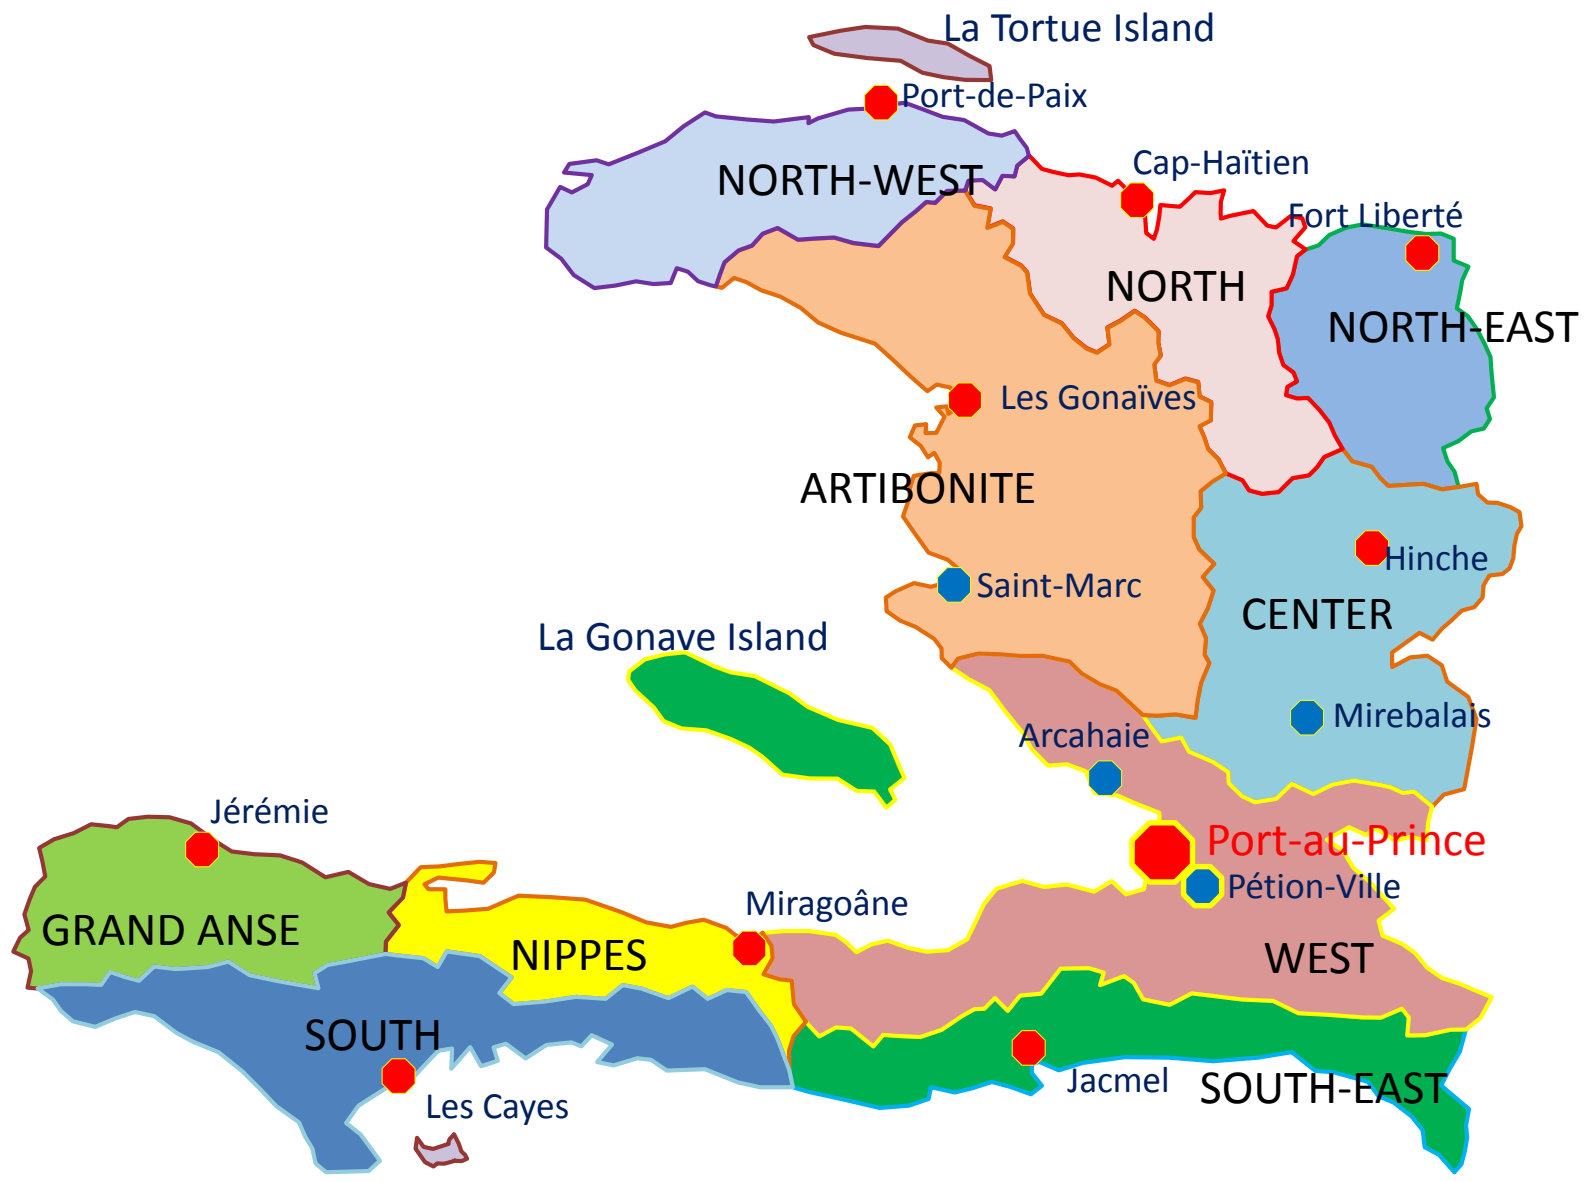 La Tortue Island
Port-de-Paix
Cap-Haïtien
NORTH-WEST
Fort Liberté
NORTH
NORTH-EAST
Les Gonaïves
ARTIBONITE
Hinche
Saint-Marc
CENTER
La Gonave Island
Mirebalais
Arcahaie
Jérémie
Port-au-Prince
Pétion-Ville
Miragoâne
GRAND ANSE
NIPPES
WEST
SOUTH
Jacmel
SOUTH-EAST
Les Cayes